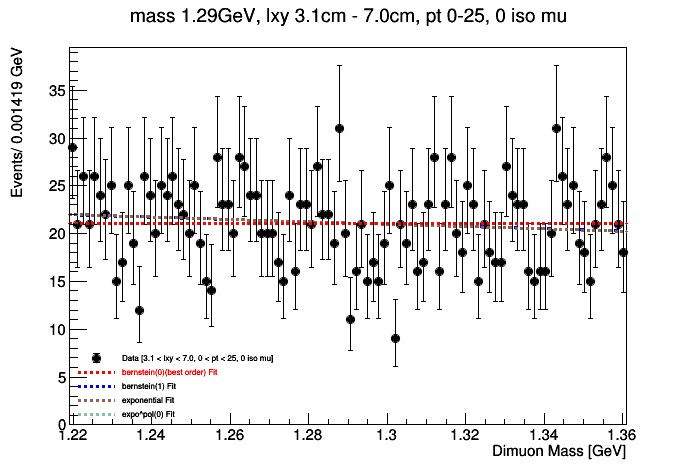 mass 1.29GeV, lxy 3.1cm - 7.0cm, pt 0-25, 0 iso mu
Events/ 0.001419 GeV
35
30
25
20
15
10
5
0
Data [3.1 < lxy < 7.0, 0 < pt < 25, 0 iso mu]
bernstein(0)(best order) Fit
bernstein(1) Fit
exponential Fit
expo*pol(0) Fit
1.22 1.24 1.26 1.28 1.3 1.32 1.34 1.36
Dimuon Mass [GeV]